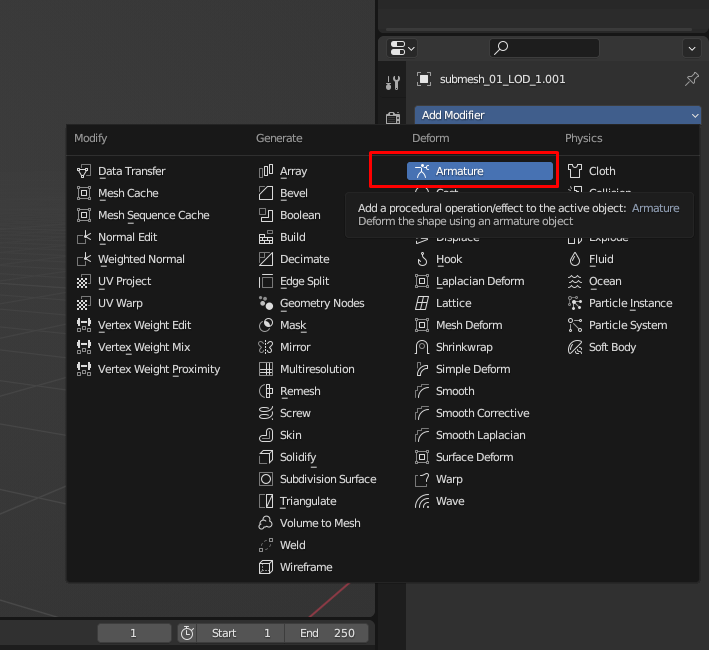 submesh_01_LOD_1.001
Add Modifier
Modify
Data Transfer
Mesh Cache
Mesh Sequence Cache
Normal Edit
Weighted Normal
UV Project
UV Warp
Vertex Weight Edit
Vertex Weight Mix
Vertex Weight Proximity
Generate
Array
Bevel
Boolean
Build
Decimate
Edge Split
Geometry Nodes
Mask
Mirror
Multiresolution
Remesh
Screw
Skin
Solidify
Subdivision Surface
Triangulate
Volume to Mesh
Weld
Wireframe
Deform
Armature
Add a procedural operation/effect to the active object: Armature
Deform the shape using an armature object
Displace
Hook
Laplacian Deform
Lattice
Mesh Deform
Shrinkwrap
Simple Deform
Smooth
Smooth Corrective
Smooth Laplacian
Surface Deform
Warp
Wave
Physics
Cloth
Collision
Explode
Fluid
Ocean
Particle Instance
Particle System
Soft Body
1
Start 1
End 250